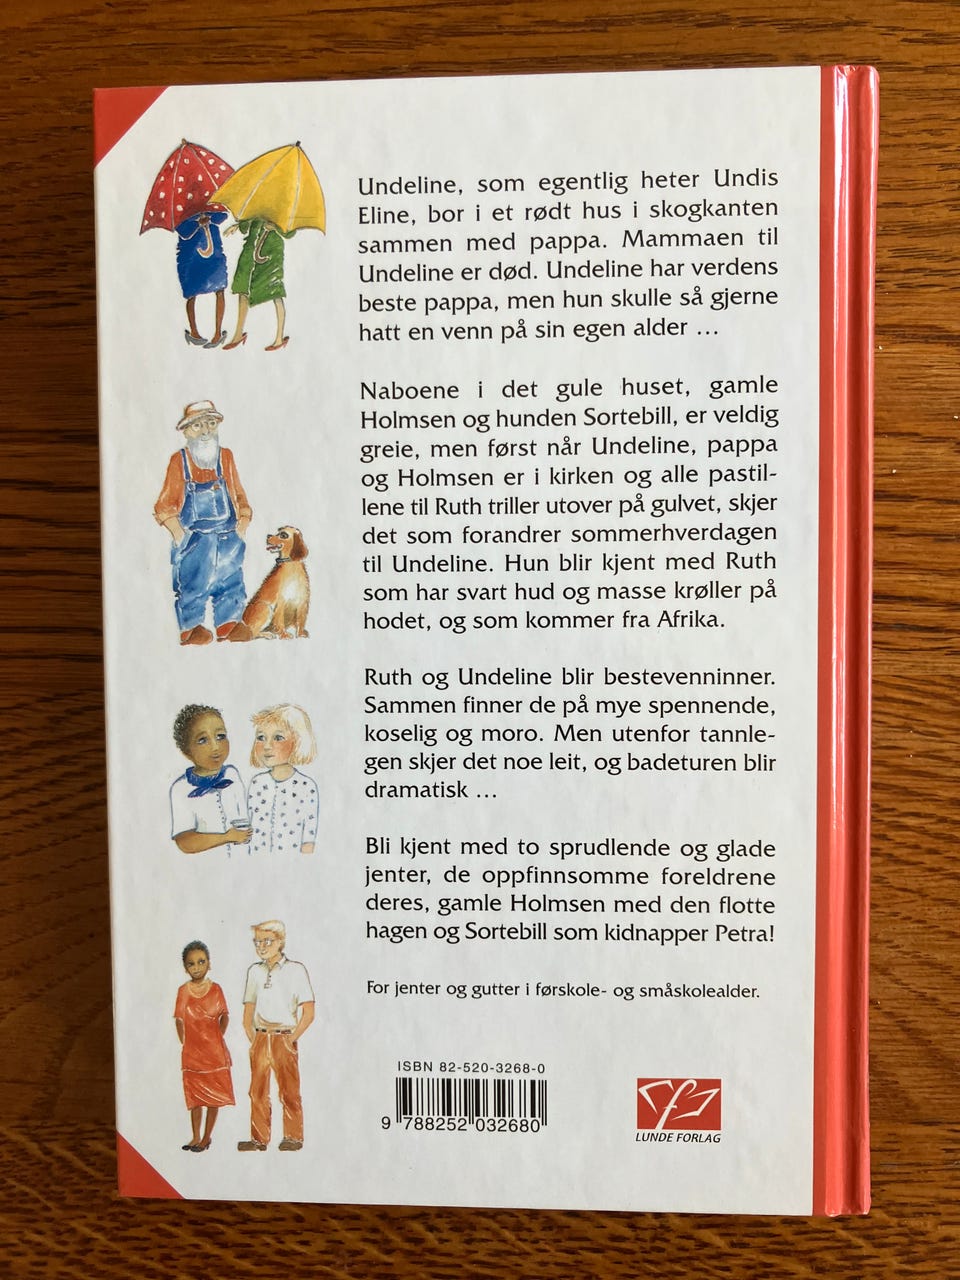 Undeline, som egentlig heter Undis
Eline, bor i et rødt hus i skogkanten
sammen med pappa. Mammaen til
Undeline er død. Undeline har verdens
beste pappa, men hun skulle så gjerne
hatt en venn på sin egen alder ...
Naboene i det gule huset, gamle
Holmsen og hunden Sortebill, er veldig
greie, men først når Undeline, pappa
og Holmsen er i kirken og alle pastil-
lene til Ruth triller utover på gulvet, skjer
det som forandrer sommerhverdagen
til Undeline. Hun blir kjent med Ruth
som har svart hud og masse krøller på
hodet, og som kommer fra Afrika.
Ruth og Undeline blir bestevenninner.
Sammen finner de på mye spennende,
koselig og moro. Men utenfor tannle-
gen skjer det noe leit, og badeturen blir
dramatisk ...
Bli kjent med to sprudlende og glade
jenter, de oppfinnsomme foreldrene
deres, gamle Holmsen med den flotte
hagen og Sortebill som kidnapper Petra!
For jenter og gutter i førskole- og småskolealder.
ISBN 82-520-3268-0
9 788252 032680
LUNDE FORLAG